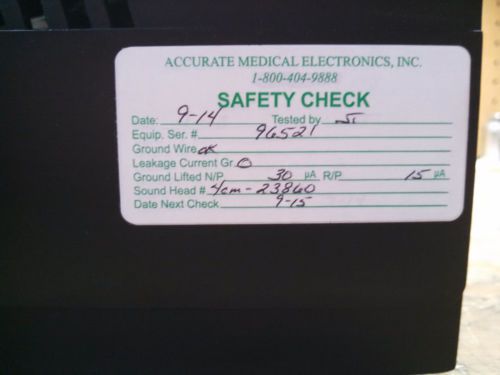 ACCURATE MEDICAL ELECTRONICS, INC.
1-800-404-9888
SAFETY CHECK
Date: 9-14 Tested by
Equip. Ser. # 96521
Ground Wire OK
Leakage Current Gr. 0
Ground Lifted N/P 30 µA R/P 15 µA
Sound Head # 4cm-23860
Date Next Check 9-15